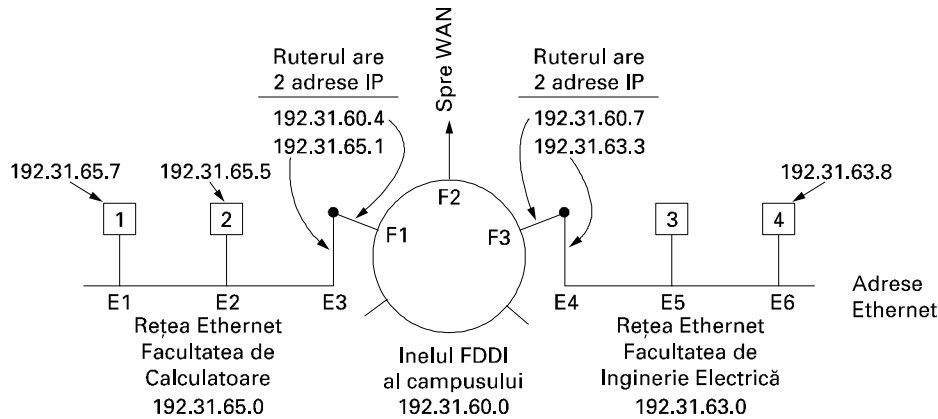 Ruterul are
2 adrese IP
192.31.60.4
192.31.65.1
Spre WAN
Ruterul are
2 adrese IP
192.31.60.7
192.31.63.3
192.31.65.7
192.31.65.5
192.31.63.8
1
2
3
4
F1
F2
F3
E1
E2
E3
E4
E5
E6
Adrese
Ethernet
Rețea Ethernet
Facultatea de
Calculatoare
192.31.65.0
Inelul FDDI
al campusului
192.31.60.0
Rețea Ethernet
Facultatea de
Inginerie Electrică
192.31.63.0